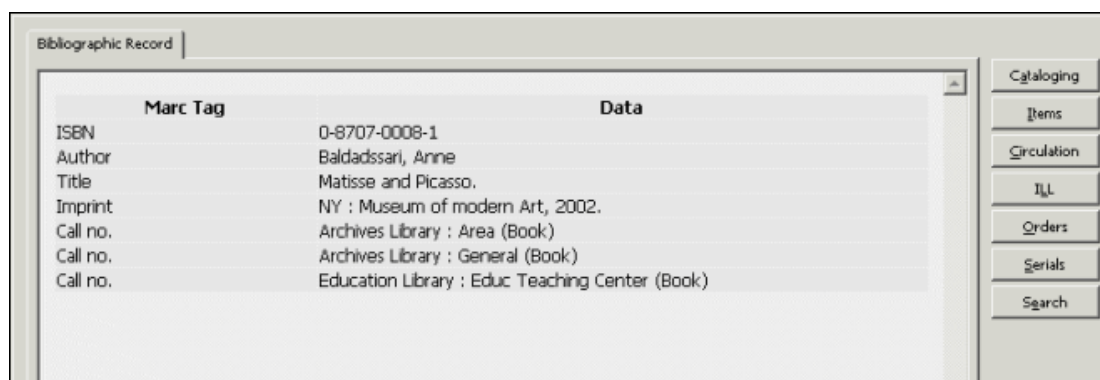 Bibliographic Record
Marc Tag Data
ISBN 0-8707-0008-1
Author Baldadssari, Anne
Title Matisse and Picasso.
Imprint NY : Museum of modern Art, 2002.
Call no. Archives Library : Area (Book)
Call no. Archives Library : General (Book)
Call no. Education Library : Educ Teaching Center (Book)
Cataloging
Items
Circulation
ILL
Orders
Serials
Search